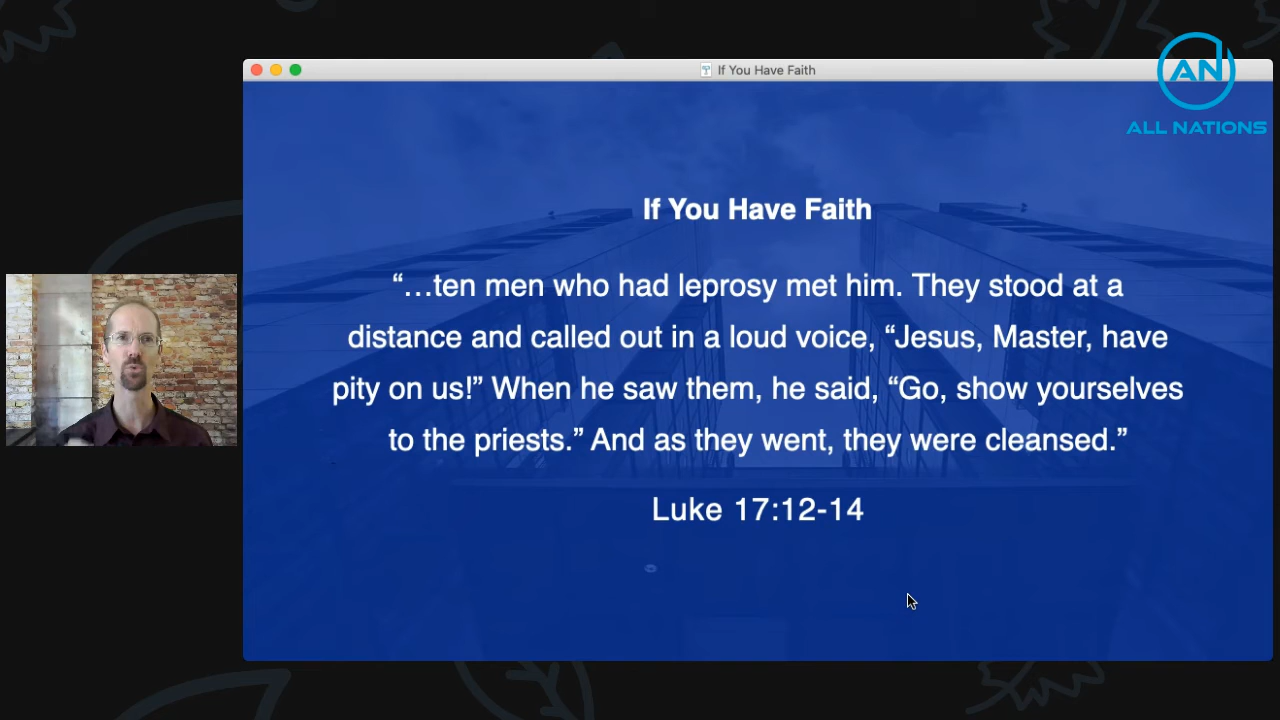 If You Have Faith
AN
ALL NATIONS
If You Have Faith
“…ten men who had leprosy met him. They stood at a
distance and called out in a loud voice, “Jesus, Master, have
pity on us!” When he saw them, he said, “Go, show yourselves
to the priests.” And as they went, they were cleansed.”
Luke 17:12-14